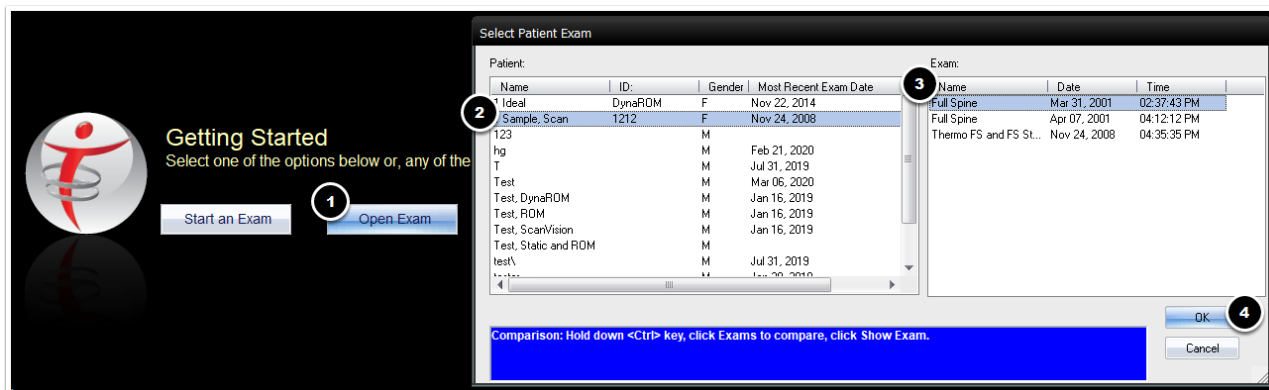 Select Patient Exam
Getting Started
Select one of the options below or, any of the
Start an Exam
1
Open Exam
Patient:
Name ID: Gender Most Recent Exam Date
2
Ideal DynaROM F Nov 22, 2014
Sample, Scan 1212 F Nov 24, 2008
123 M
hg M Feb 21, 2020
T M Jul 31, 2019
Test M Mar 06, 2020
Test, DynaROM M Jan 16, 2019
Test, ROM M Jan 16, 2019
Test, ScanVision M Jan 16, 2019
Test, Static and ROM M
test\ M Jul 31, 2019
Exam:
3
Name Date Time
Full Spine Mar 31, 2001 02:37:43 PM
Full Spine Apr 07, 2001 04:12:12 PM
Thermo FS and FS St... Nov 24, 2008 04:35:35 PM
Comparison: Hold down <Ctrl> key, click Exams to compare, click Show Exam.
OK
4
Cancel